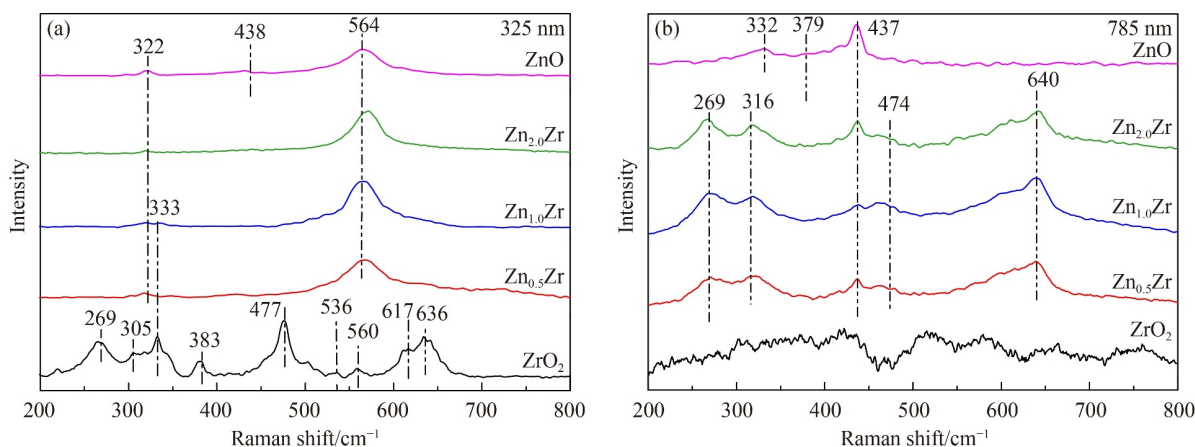 (a)
325 nm
322
438
564
ZnO
Zn2.0Zr
333
Zn1.0Zr
Zn0.5Zr
269
305
383
477
536
560
617
636
ZrO2
Intensity
200
300
400
500
600
700
800
Raman shift/cm−1
(b)
785 nm
332
379
437
ZnO
269
316
474
640
Zn2.0Zr
Zn1.0Zr
Zn0.5Zr
ZrO2
Intensity
200
300
400
500
600
700
800
Raman shift/cm−1